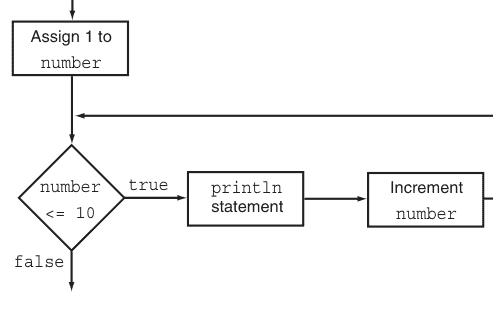 Assign 1 to
number
number
<= 10
true
println
statement
Increment
number
false